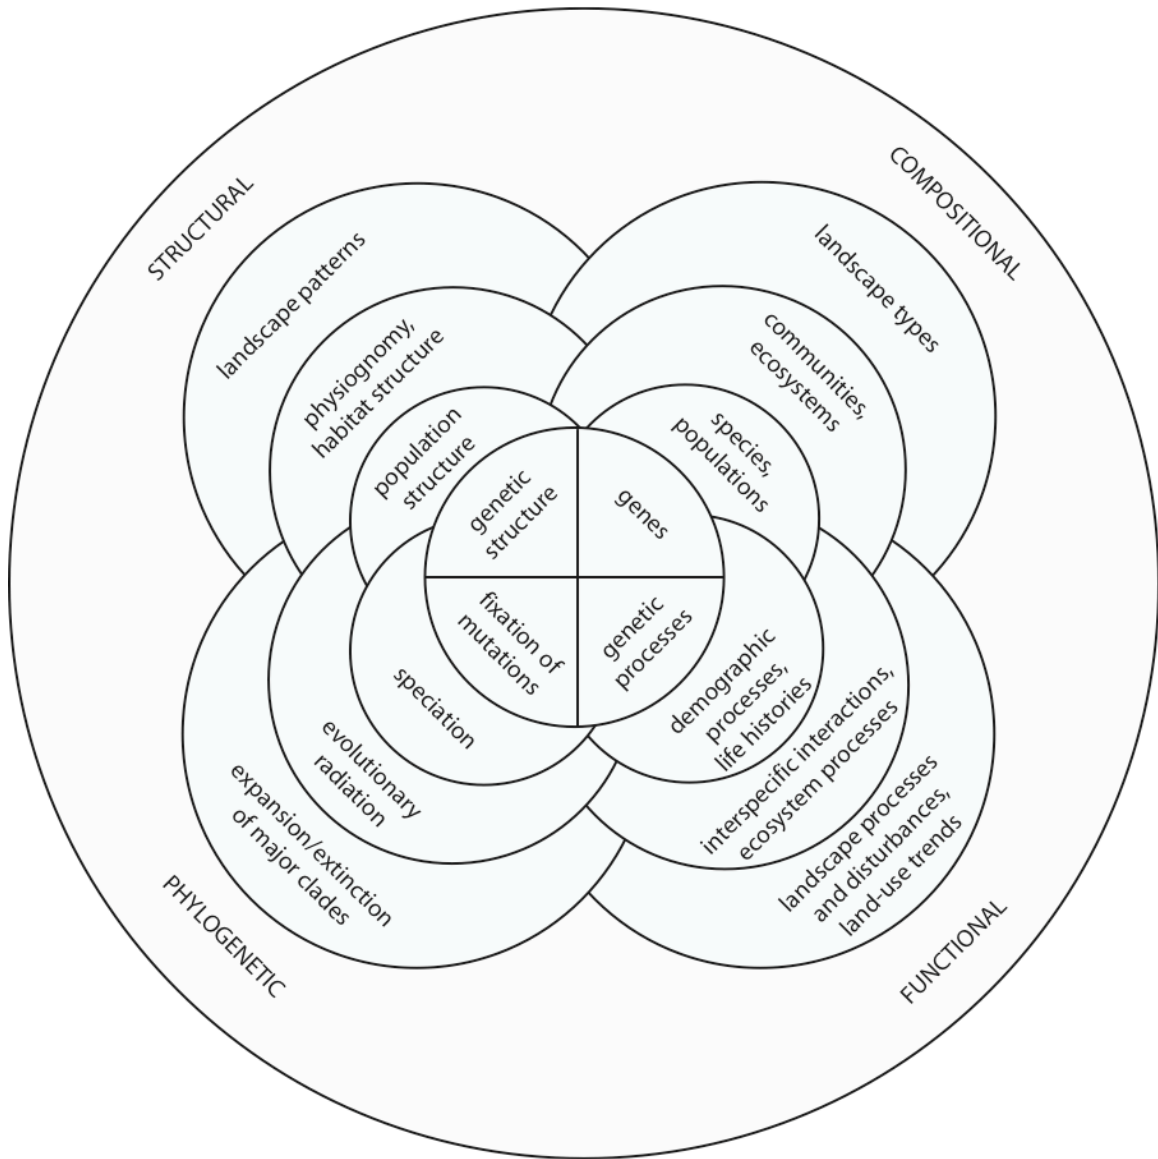 STRUCTURAL
landscape patterns
physiognomy,
habitat structure
population
structure
genetic
structure
COMPOSITIONAL
landscape types
communities,
ecosystems
species,
populations
genes
PHYLOGENETIC
expansion/extinction
of major clades
evolutionary
radiation
speciation
fixation of
mutations
FUNCTIONAL
genetic
processes
demographic
processes,
life histories
interspecific interactions,
ecosystem processes
landscape processes
and disturbances,
land-use trends